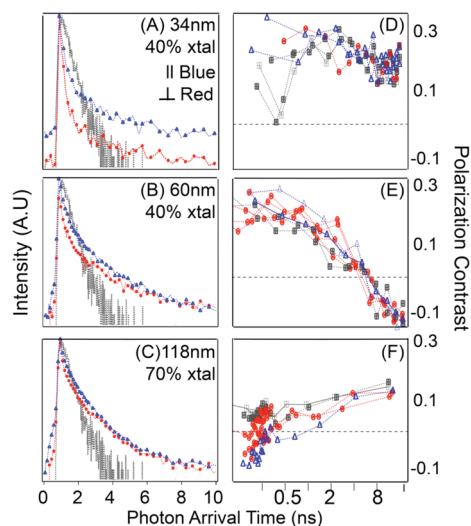 (A) 34nm
40% xtal
|| Blue
⊥ Red
(D)
0.3
0.1
-0.1
(B) 60nm
40% xtal
(E)
0.3
0.1
-0.1
(C) 118nm
70% xtal
(F)
0.3
0.1
-0.1
Intensity (A.U)
Polarization Contrast
0 2 4 6 8 10
0.5 2 8
Photon Arrival Time (ns)